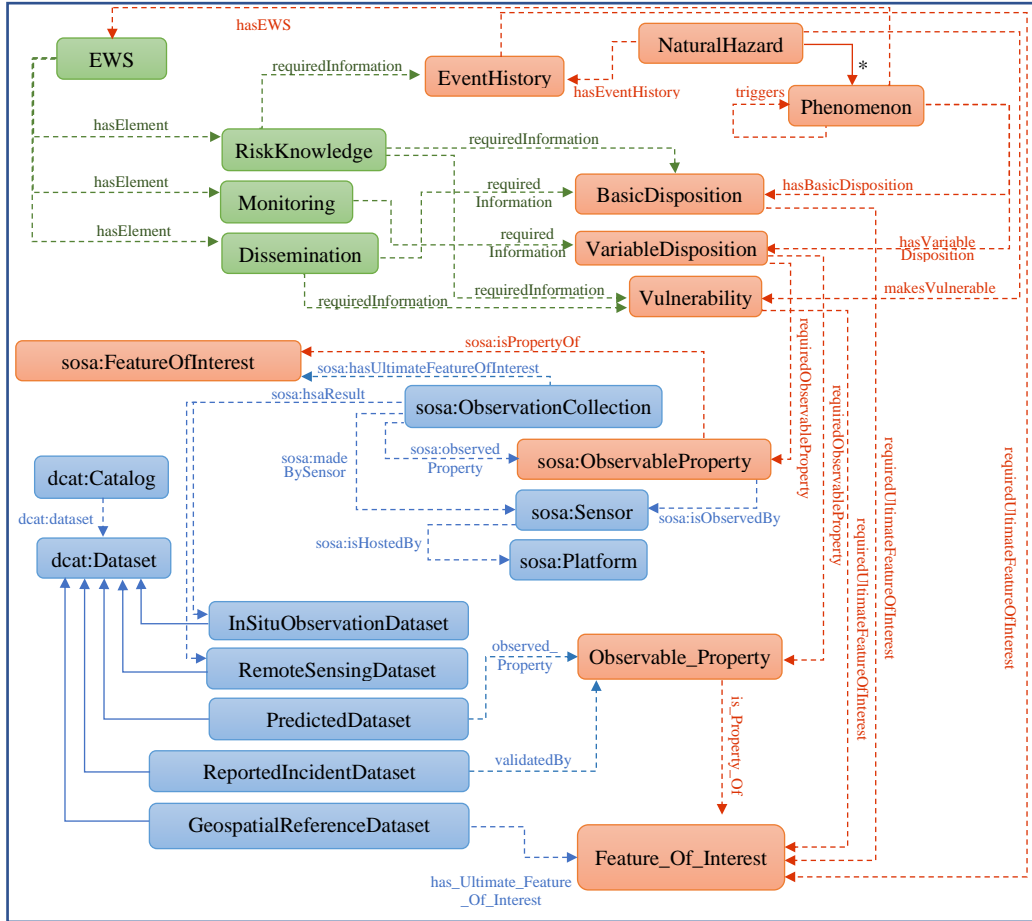 hasEWS
EWS
requiredInformation
EventHistory
NaturalHazard
hasEventHistory
*
triggers
Phenomenon
hasElement
RiskKnowledge
requiredInformation
hasElement
Monitoring
required
Information
BasicDisposition
hasBasicDisposition
hasElement
Dissemination
required
Information
VariableDisposition
hasVariable
Disposition
requiredInformation
requiredInformation
Vulnerability
makesVulnerable
sosa:isPropertyOf
sosa:FeatureOfInterest
sosa:hasUltimateFeatureOfInterest
sosa:hsaResult
sosa:ObservationCollection
requiredObservableProperty
requiredObservableProperty
requiredUltimateFeatureOfInterest
requiredUltimateFeatureOfInterest
requiredUltimateFeatureOfInterest
sosa:made
BySensor
sosa:observed
Property
sosa:ObservableProperty
dcat:Catalog
sosa:Sensor
sosa:isObservedBy
dcat:dataset
sosa:isHostedBy
dcat:Dataset
sosa:Platform
InSituObservationDataset
RemoteSensingDataset
observed_
Property
Observable_Property
PredictedDataset
is_Property_Of
ReportedIncidentDataset
validatedBy
GeospatialReferenceDataset
Feature_Of_Interest
has_Ultimate_Feature
_Of_Interest